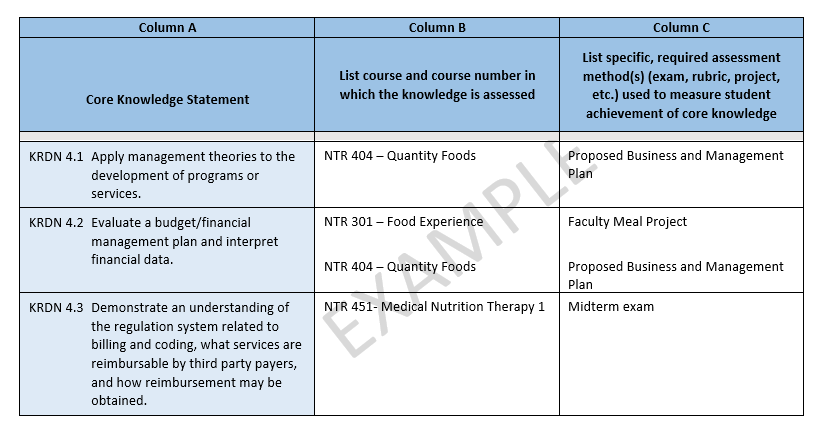 Column A
Column B
Column C
Core Knowledge Statement
List course and course number in
which the knowledge is assessed
List specific, required assessment
method(s) (exam, rubric, project,
etc.) used to measure student
achievement of core knowledge
KRDN 4.1 Apply management theories to the
development of programs or
services.
NTR 404 – Quantity Foods
Proposed Business and Management
Plan
KRDN 4.2 Evaluate a budget/financial
management plan and interpret
financial data.
NTR 301 – Food Experience
Faculty Meal Project
NTR 404 – Quantity Foods
Proposed Business and Management
Plan
KRDN 4.3 Demonstrate an understanding of
the regulation system related to
billing and coding, what services are
reimbursable by third party payers,
and how reimbursement may be
obtained.
NTR 451- Medical Nutrition Therapy 1
Midterm exam
EXAMPLE